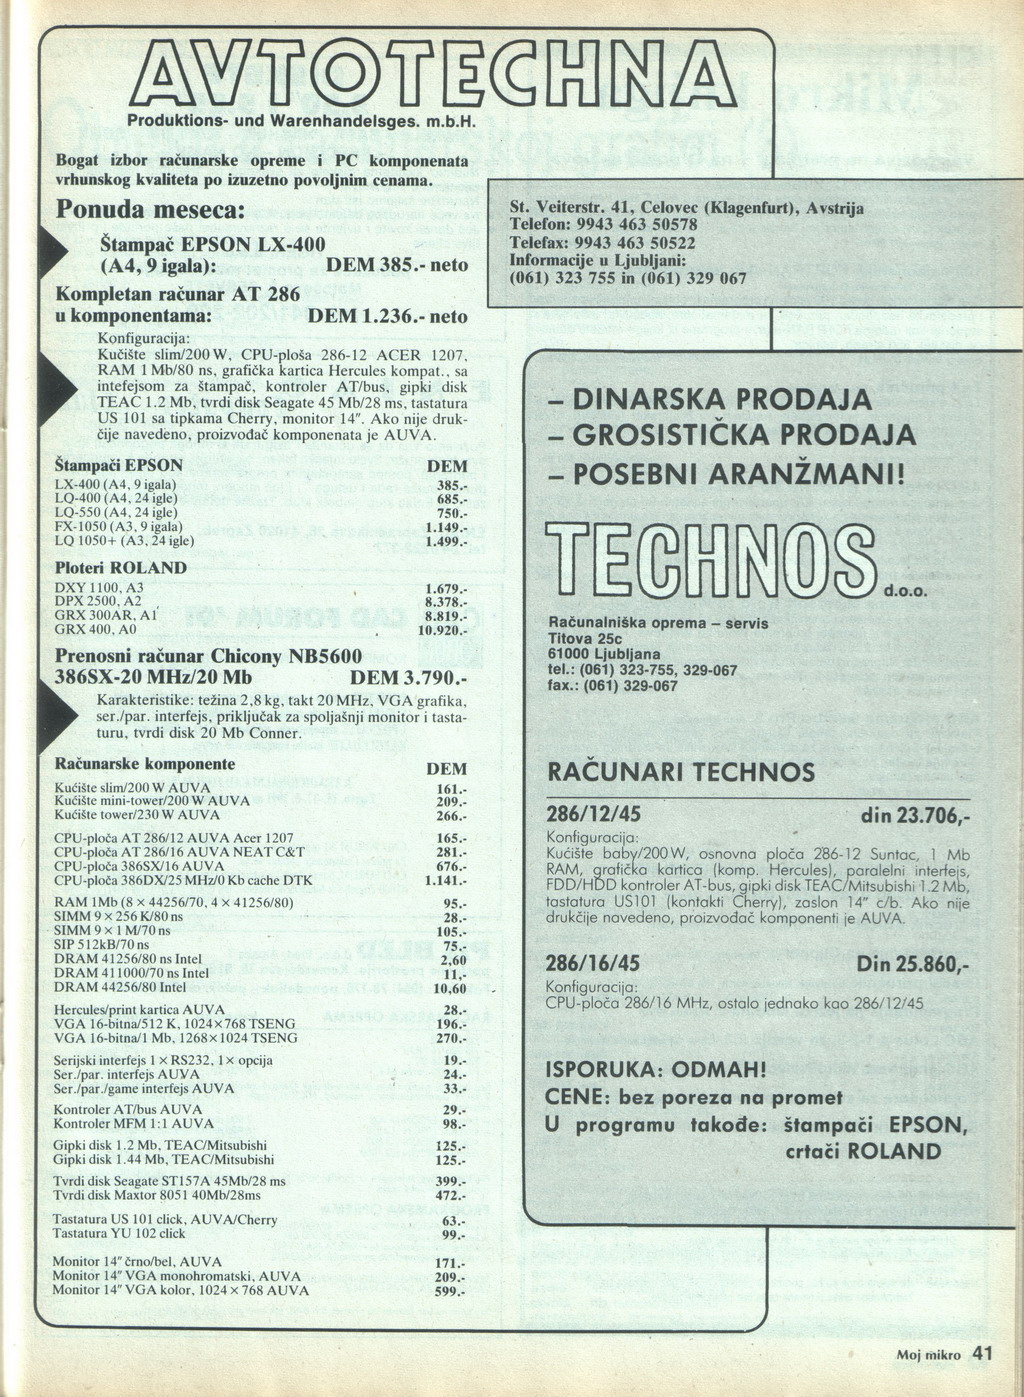 AVTOTECHNA
Produktions- und Warenhandelsges. m.b.H.
Bogat izbor računarske opreme i PC komponenata
vrhunskog kvaliteta po izuzetno povoljnim cenama.
Ponuda meseca:
Štampač EPSON LX-400
(A4, 9 igala): DEM 385.- neto
Kompletan računar AT 286
u komponentama: DEM 1.236.- neto
Konfiguracija:
Kučište slim/200 W, CPU-ploša 286-12 ACER 1207,
RAM 1 Mb/80 ns, grafička kartica Hercules kompat., sa
intefejsom za štampač, kontroler AT/bus, gipki disk
TEAC 1.2 Mb, tvrdi disk Seagate 45 Mb/28 ms, tastatura
US 101 sa tipkama Cherry, monitor 14". Ako nije druk-
čije navedeno, proizvođač komponenata je AUVA.
Štampači EPSON DEM
LX-400 (A4, 9 igala) 385.-
LQ-400 (A4, 24 igle) 685.-
LQ-550 (A4, 24 igle) 750.-
FX-1050 (A3, 9 igala) 1.149.-
LQ 1050+ (A3, 24 igle) 1.499.-
Ploteri ROLAND
DXY 1100, A3 1.679.-
DPX 2500, A2 8.378.-
GRX 300AR, A1 8.819.-
GRX 400, A0 10.920.-
Prenosni računar Chicony NB5600
386SX-20 MHz/20 Mb DEM 3.790.-
Karakteristike: težina 2,8 kg, takt 20 MHz, VGA grafika,
ser./par. interfejs, priključak za spoljašnji monitor i tasta-
turu, tvrdi disk 20 Mb Conner.
Računarske komponente DEM
Kućište slim/200 W AUVA 161.-
Kućište mini-tower/200 W AUVA 209.-
Kućište tower/230 W AUVA 266.-
CPU-ploča AT 286/12 AUVA Acer 1207 165.-
CPU-ploča AT 286/16 AUVA NEAT C&T 281.-
CPU-ploča 386SX/16 AUVA 676.-
CPU-ploča 386DX/25 MHz/0 Kb cache DTK 1.141.-
RAM 1Mb (8 x 44256/70, 4 x 41256/80) 95.-
SIMM 9 x 256 K/80 ns 28.-
SIMM 9 x 1 M/70 ns 105.-
SIP 512kB/70 ns 75.-
DRAM 41256/80 ns Intel 2,60
DRAM 411000/70 ns Intel 11,-
DRAM 44256/80 Intel 10,60
Hercules/print kartica AUVA 28.-
VGA 16-bitna/512 K, 1024x768 TSENG 196.-
VGA 16-bitna/1 Mb, 1268x1024 TSENG 270.-
Serijski interfejs 1 x RS232, 1x opcija 19.-
Ser./par. interfejs AUVA 24.-
Ser./par./game interfejs AUVA 33.-
Kontroler AT/bus AUVA 29.-
Kontroler MFM 1:1 AUVA 98.-
Gipki disk 1.2 Mb, TEAC/Mitsubishi 125.-
Gipki disk 1.44 Mb, TEAC/Mitsubishi 125.-
Tvrdi disk Seagate ST157A 45Mb/28 ms 399.-
Tvrdi disk Maxtor 8051 40Mb/28ms 472.-
Tastatura US 101 click, AUVA/Cherry 63.-
Tastatura YU 102 click 99.-
Monitor 14" črno/bel, AUVA 171.-
Monitor 14" VGA monohromatski, AUVA 209.-
Monitor 14" VGA kolor, 1024 x 768 AUVA 599.-
St. Veiterstr. 41, Celovec (Klagenfurt), Avstrija
Telefon: 9943 463 50578
Telefax: 9943 463 50522
Informacije u Ljubljani:
(061) 323 755 in (061) 329 067
– DINARSKA PRODAJA
– GROSISTIČKA PRODAJA
– POSEBNI ARANŽMANI!
TECHNOS d.o.o.
Računalniška oprema – servis
Titova 25c
61000 Ljubljana
tel.: (061) 323-755, 329-067
fax.: (061) 329-067
RAČUNARI TECHNOS
286/12/45 din 23.706,-
Konfiguracija:
Kućište baby/200W, osnovna ploča 286-12 Suntac, 1 Mb
RAM, grafička kartica (komp. Hercules), paralelni interfejs,
FDD/HDD kontroler AT-bus, gipki disk TEAC/Mitsubishi 1.2 Mb,
tastatura US101 (kontakti Cherry), zaslon 14" c/b. Ako nije
drukčije navedeno, proizvođač komponenti je AUVA.
286/16/45 Din 25.860,-
Konfiguracija:
CPU-ploča 286/16 MHz, ostalo jednako kao 286/12/45
ISPORUKA: ODMAH!
CENE: bez poreza na promet
U programu takođe: štampači EPSON,
crtači ROLAND
Moj mikro 41